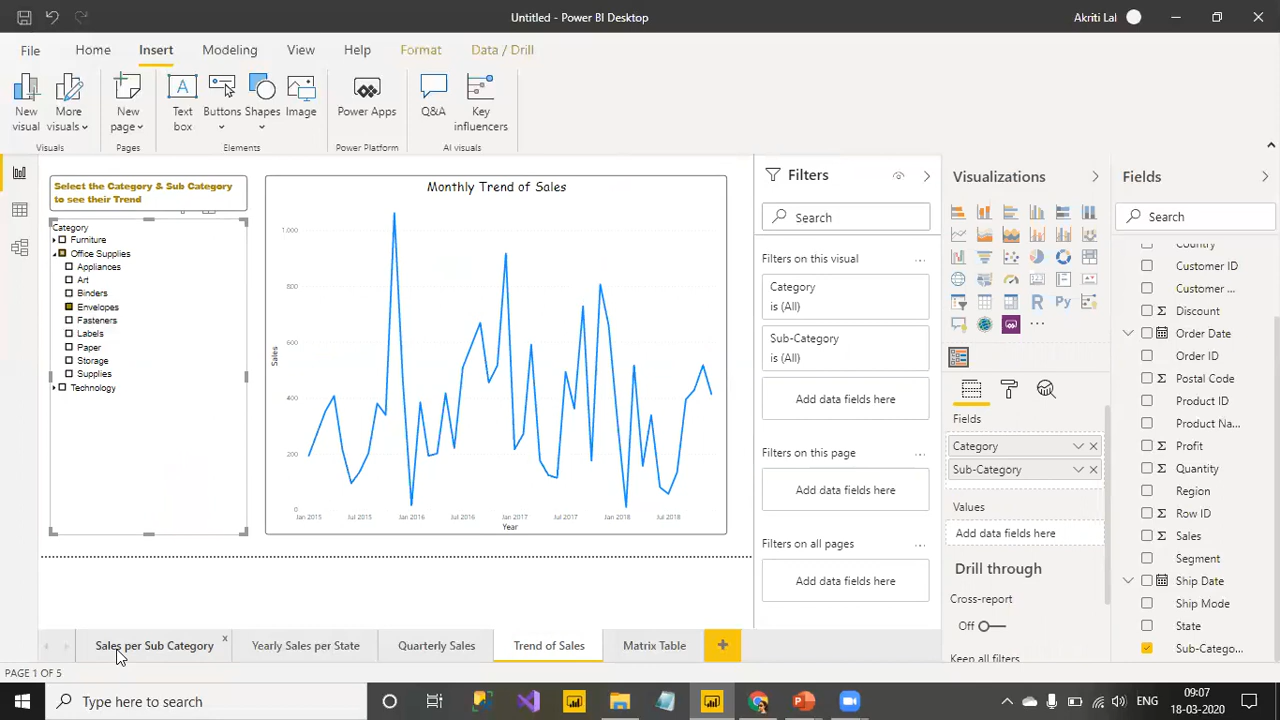 Untitled - Power BI Desktop
Akriti Lal
File
Home
Insert
Modeling
View
Help
Format
Data / Drill
New visual
More visuals
New page
Text box
Buttons
Shapes
Image
Power Apps
Q&A
Key influencers
Visuals
Pages
Elements
Power Platform
AI visuals
Select the Category & Sub Category
to see their Trend
Category
Furniture
Office Supplies
Appliances
Art
Binders
Envelopes
Fasteners
Labels
Paper
Storage
Supplies
Technology
Monthly Trend of Sales
1,000
800
600
400
200
0
Sales
Jan 2015
Jul 2015
Jan 2016
Jul 2016
Jan 2017
Jul 2017
Jan 2018
Jul 2018
Year
Filters
Search
Filters on this visual
Category
is (All)
Sub-Category
is (All)
Add data fields here
Filters on this page
Add data fields here
Filters on all pages
Add data fields here
Visualizations
R
Py
Fields
Category
Sub-Category
Values
Add data fields here
Drill through
Cross-report
Off
Keep all filters
Fields
Search
Country
Customer ID
Customer ...
Discount
Order Date
Order ID
Postal Code
Product ID
Product Na...
Profit
Quantity
Region
Row ID
Sales
Segment
Ship Date
Ship Mode
State
Sub-Catego...
Sales per Sub Category
Yearly Sales per State
Quarterly Sales
Trend of Sales
Matrix Table
PAGE 1 OF 5
Type here to search
ENG
09:07
18-03-2020